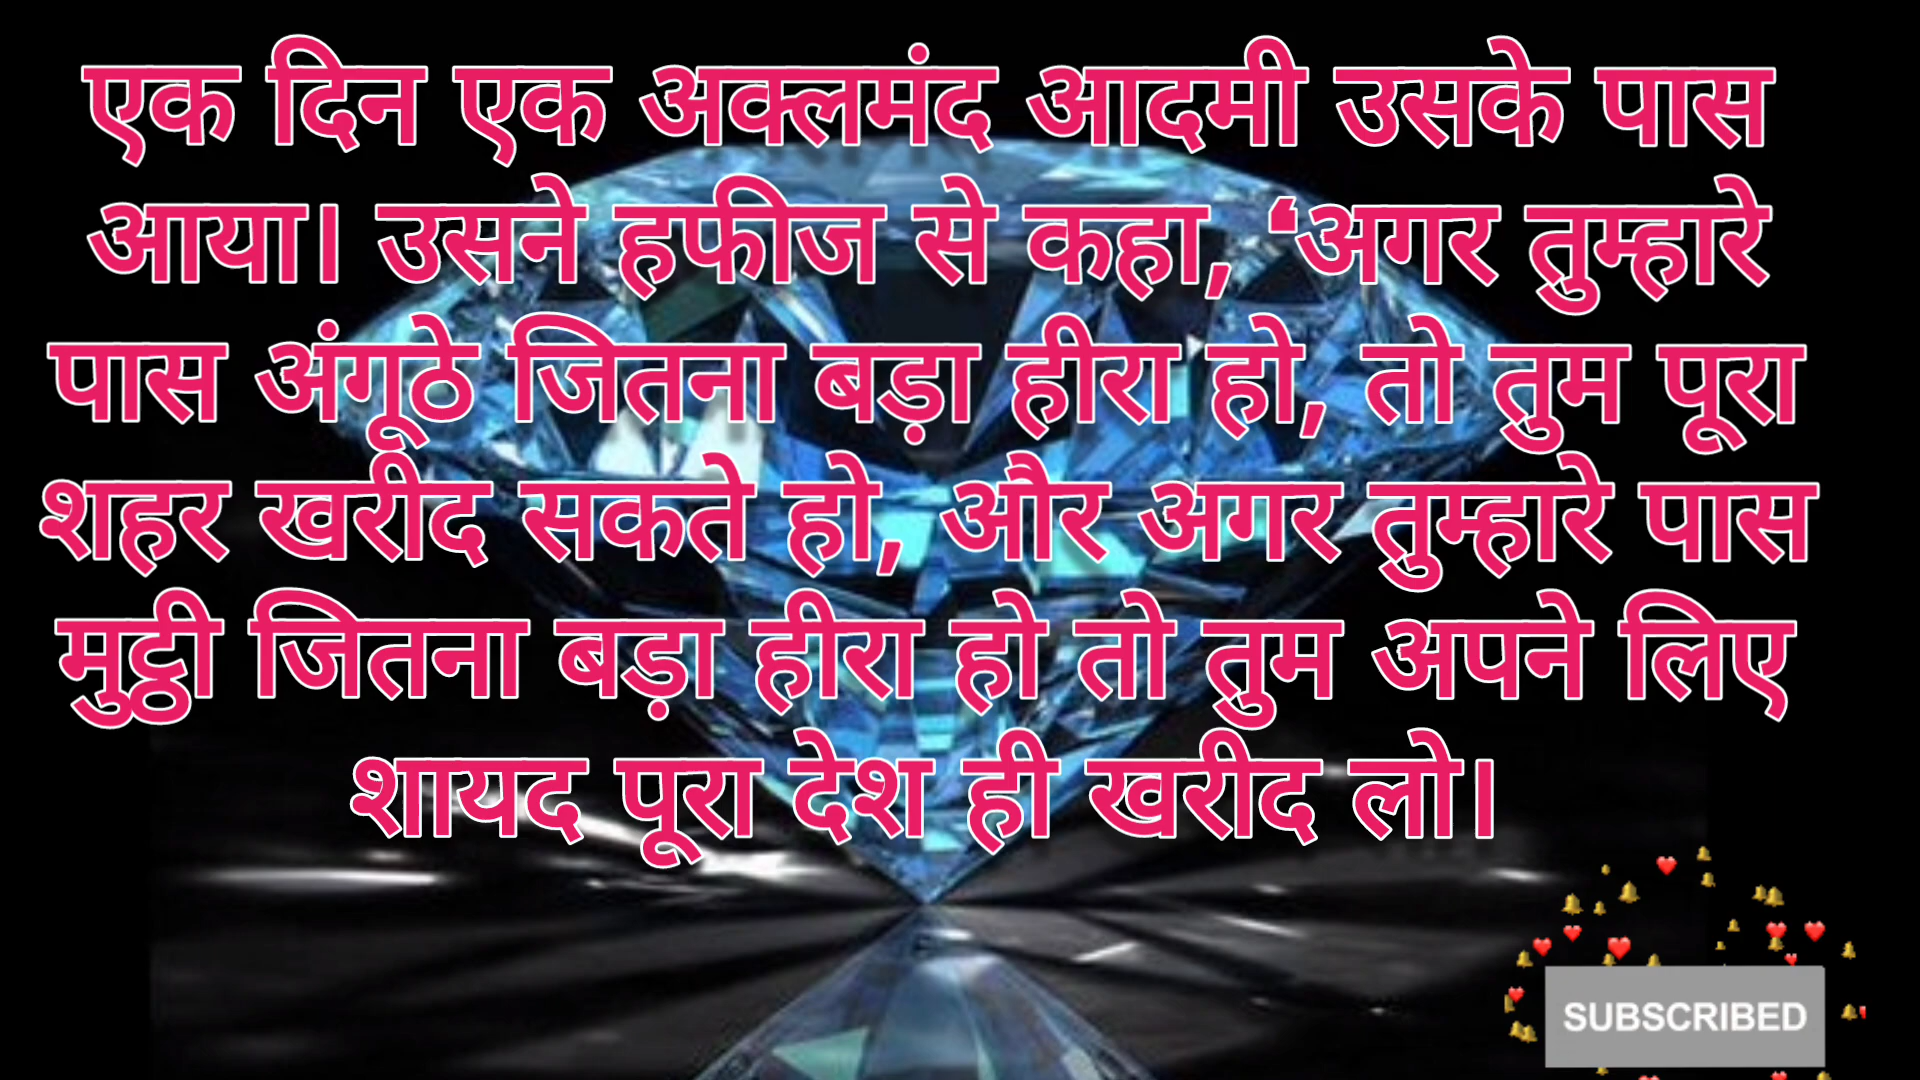 एक दिन एक अक्लमंद आदमी उसके पास
आया। उसने हफीज से कहा, ‘अगर तुम्हारे
पास अंगूठे जितना बड़ा हीरा हो, तो तुम पूरा
शहर खरीद सकते हो, और अगर तुम्हारे पास
मुट्ठी जितना बड़ा हीरा हो तो तुम अपने लिए
शायद पूरा देश ही खरीद लो।
SUBSCRIBED